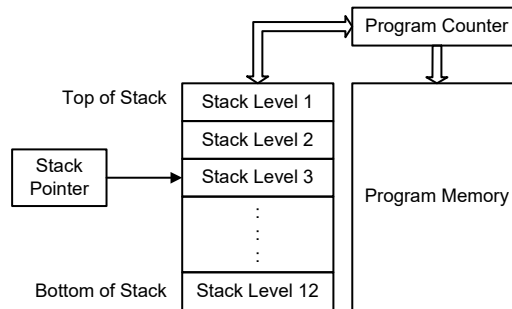 Program Counter
Top of Stack
Stack Level 1
Stack Level 2
Stack
Pointer
Stack Level 3
Program Memory
:
:
:
Bottom of Stack
Stack Level 12